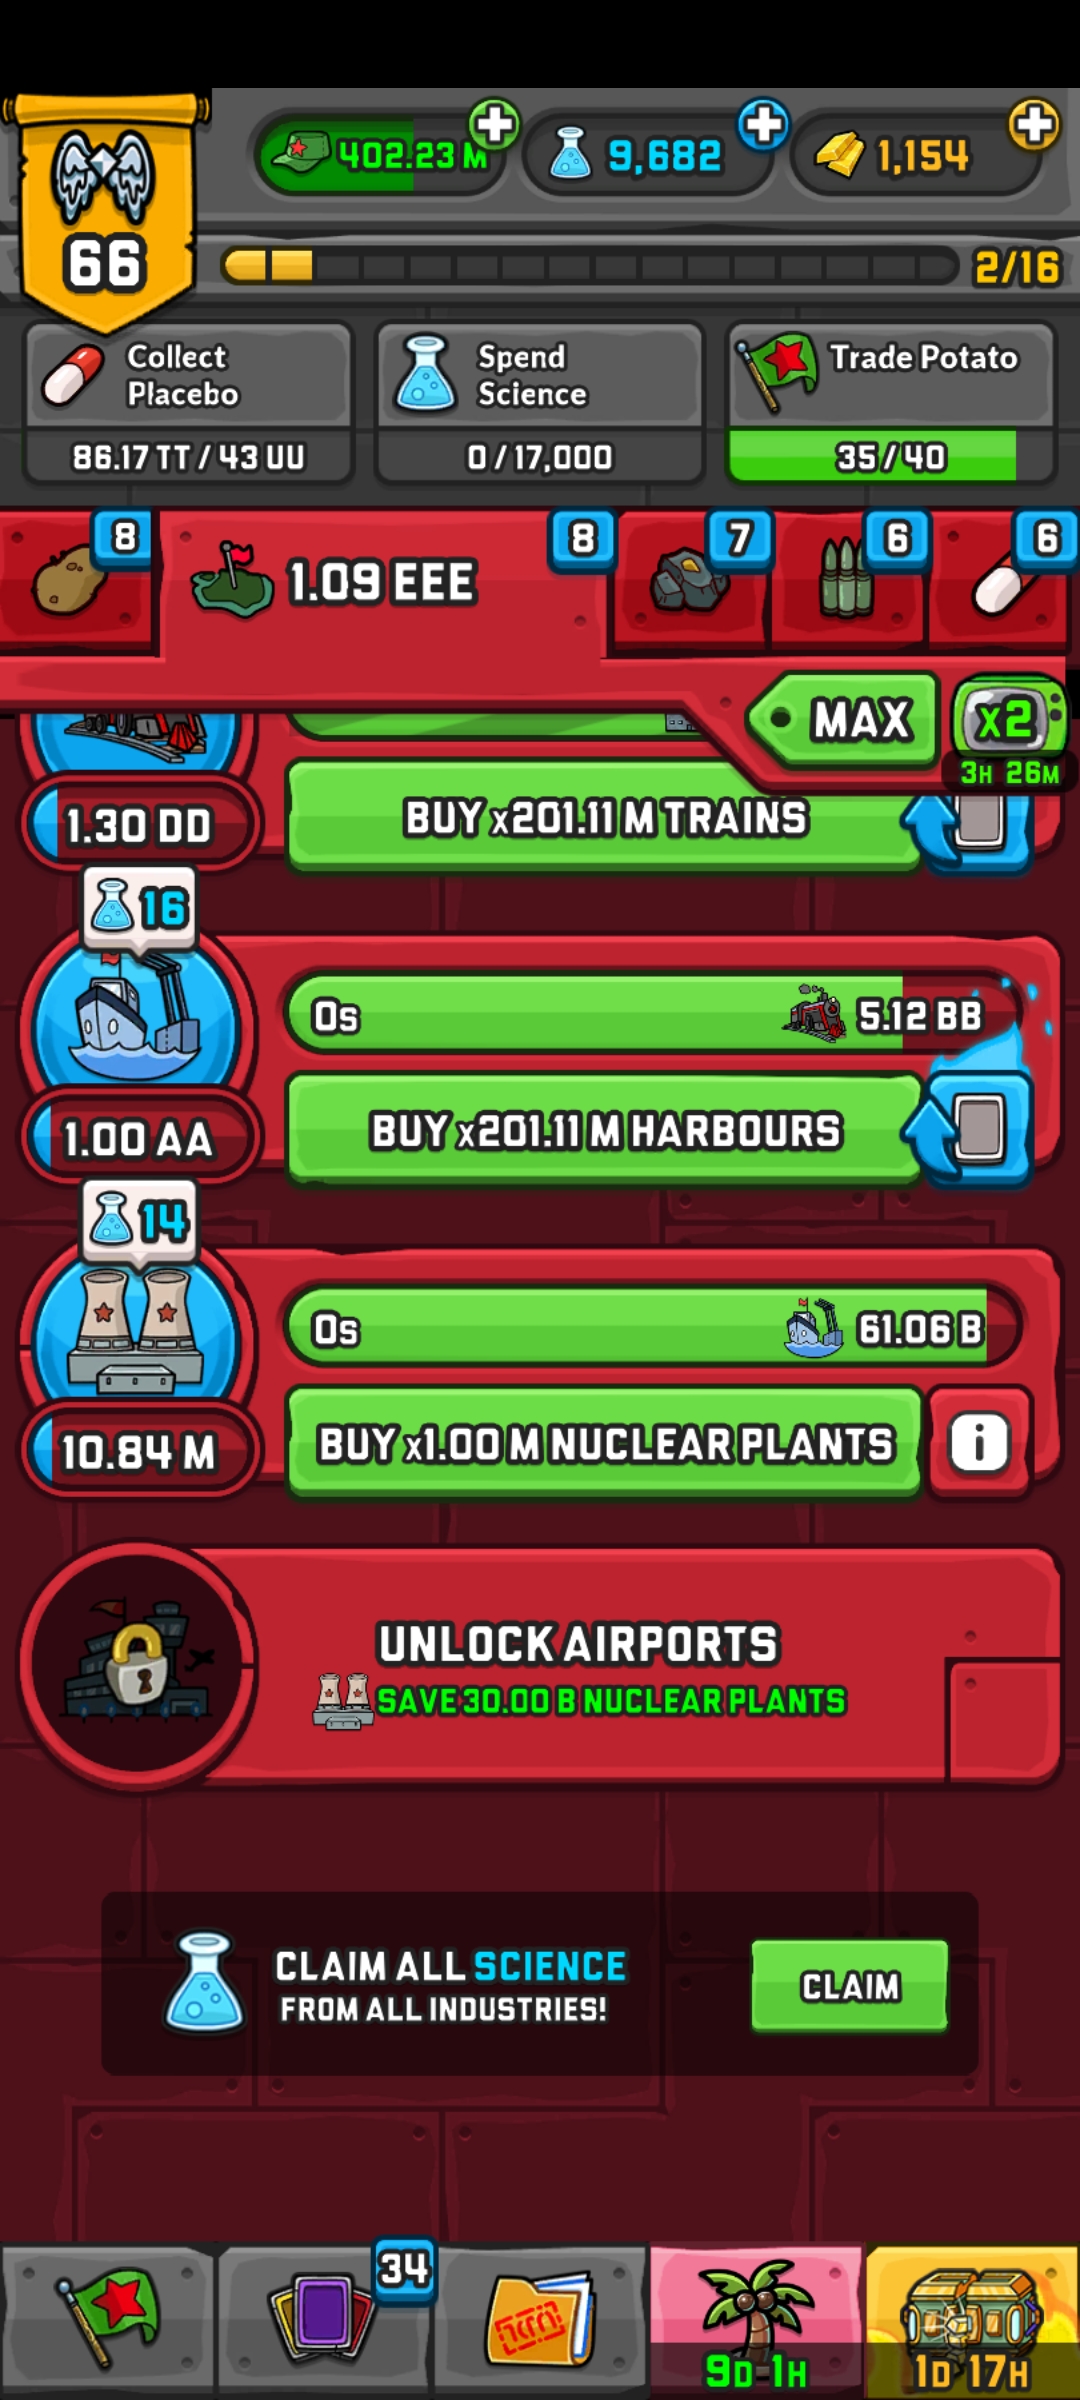 402.23 M
9,682
1,154
66
2/16
Collect
Placebo
86.17 TT / 43 UU
Spend
Science
0/17,000
Trade Potato
35/40
8
1.09 EEE
8
7
6
6
MAX
x2
3H 26M
1.30 DD
BUY x201.11 M TRAINS
16
0s
5.12 BB
1.00 AA
BUY x201.11 M HARBOURS
14
0s
61.06 B
10.84 M
BUY x1.00 M NUCLEAR PLANTS
i
UNLOCK AIRPORTS
SAVE 30.00 B NUCLEAR PLANTS
CLAIM ALL SCIENCE
FROM ALL INDUSTRIES!
CLAIM
34
9D 1H
1D 17H